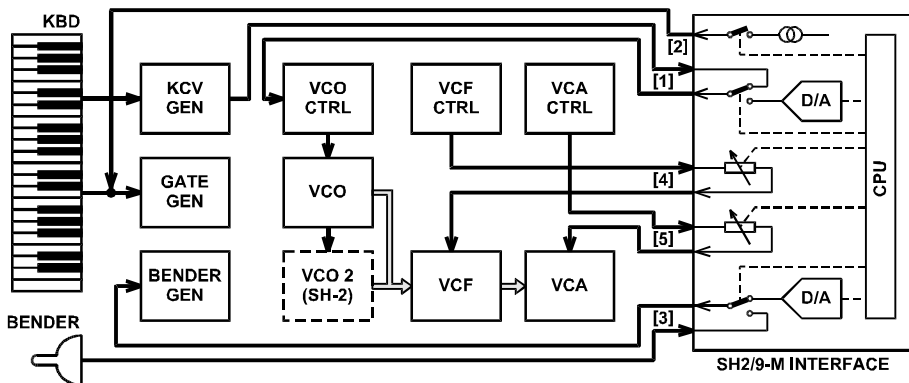 KBD
KCV
GEN
VCO
CTRL
VCF
CTRL
VCA
CTRL
[2]
[1]
D/A
CPU
GATE
GEN
VCO
[4]
[5]
BENDER
GEN
VCO 2
(SH-2)
VCF
VCA
D/A
[3]
BENDER
SH2/9-M INTERFACE